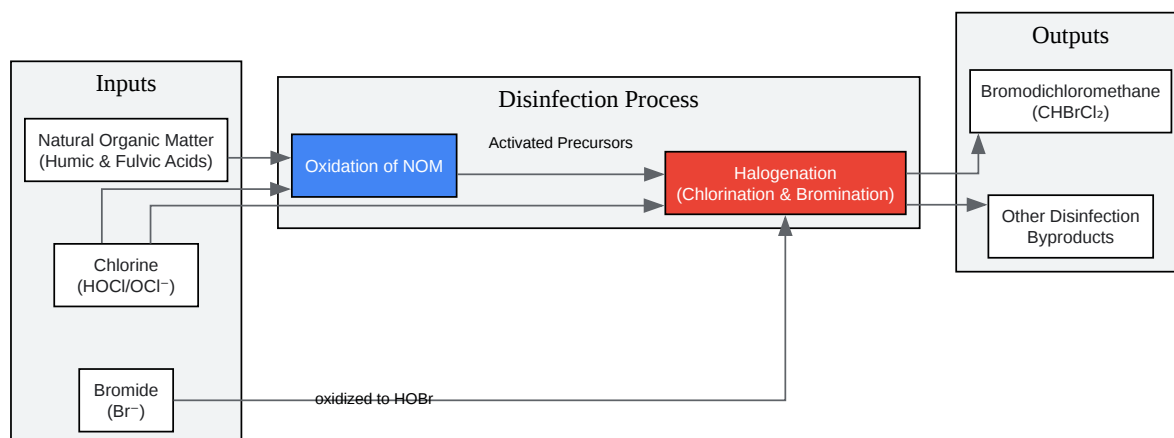 Inputs
Natural Organic Matter
(Humic & Fulvic Acids)
Chlorine
(HOCl/OCl⁻)
Bromide
(Br⁻)
oxidized to HOBr
Disinfection Process
Oxidation of NOM
Activated Precursors
Halogenation
(Chlorination & Bromination)
Outputs
Bromodichloromethane
(CHBrCl₂)
Other Disinfection
Byproducts